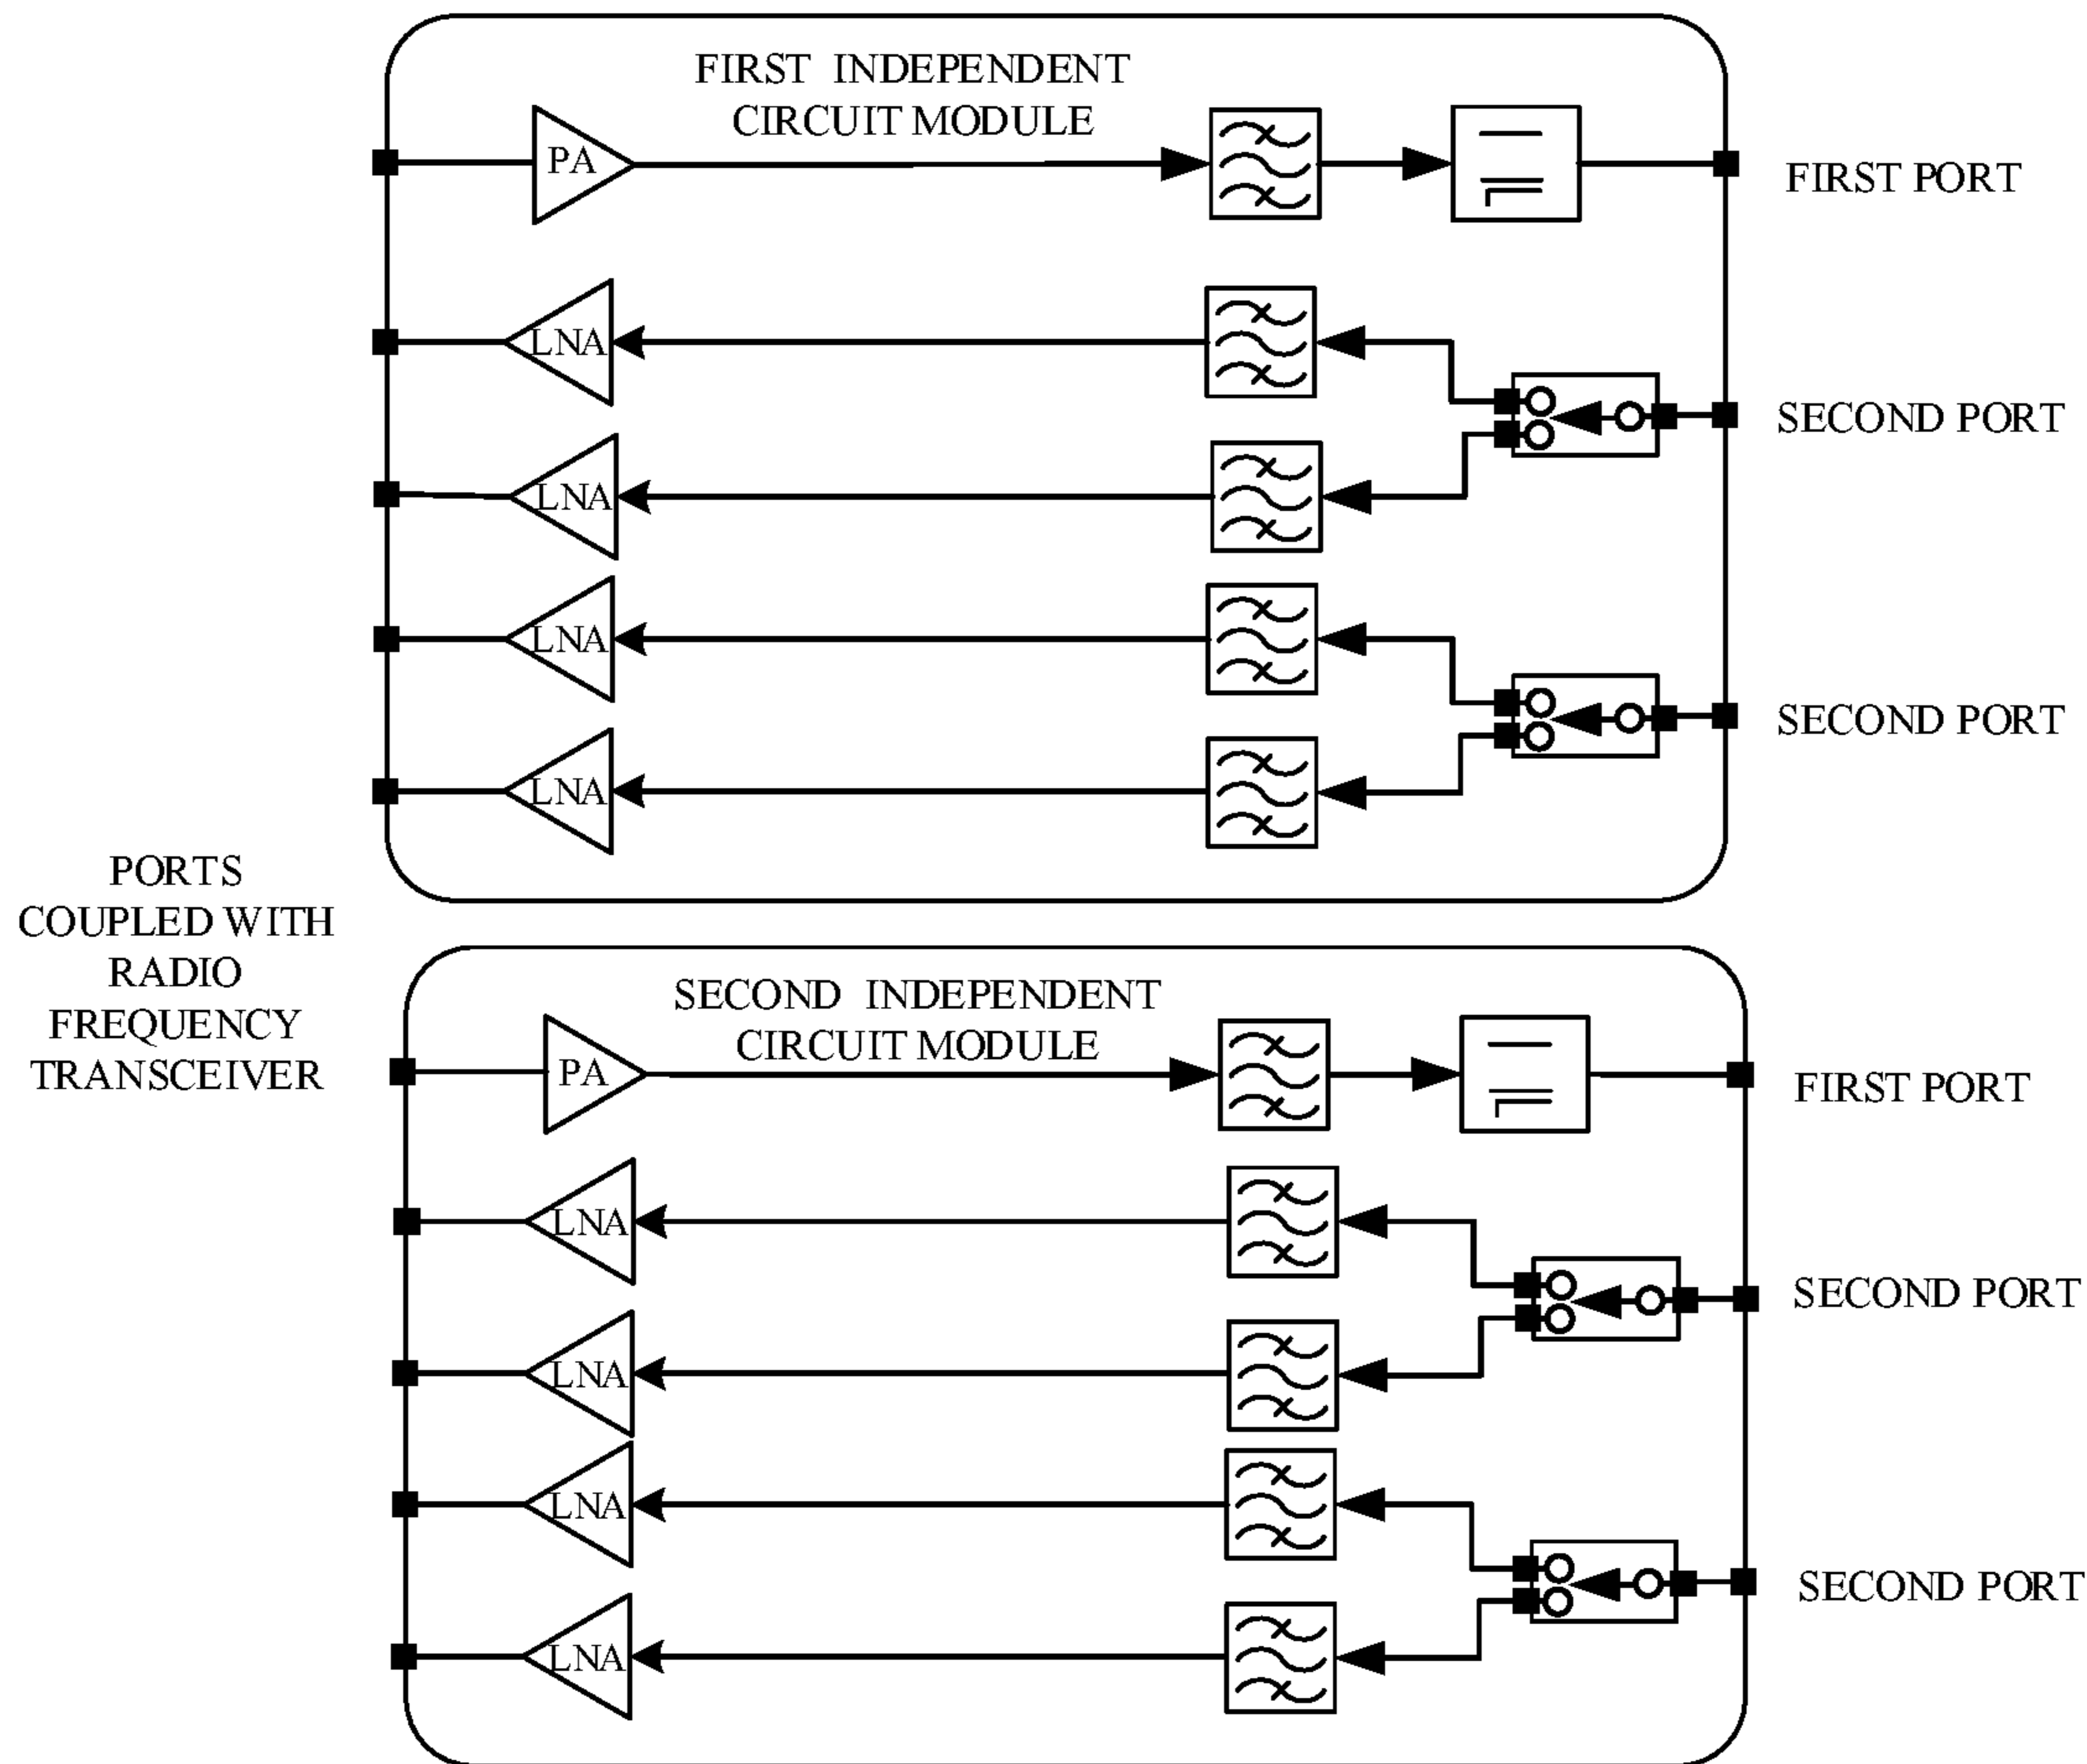 FIRST INDEPENDENT
CIRCUIT MODULE
PA
FIRST PORT
LNA
SECOND PORT
LNA
LNA
SECOND PORT
LNA
PORTS
COUPLED WITH
RADIO
FREQUENCY
TRANSCEIVER
SECOND INDEPENDENT
CIRCUIT MODULE
PA
FIRST PORT
LNA
SECOND PORT
LNA
LNA
SECOND PORT
LNA